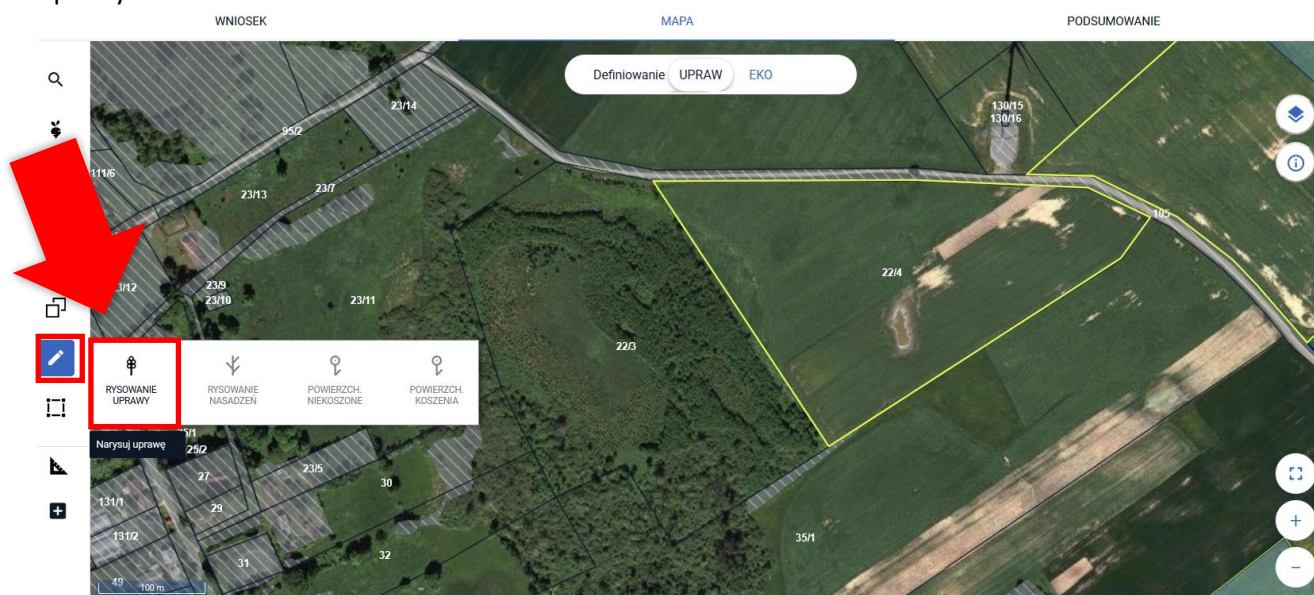 WNIOSEK
MAPA
PODSUMOWANIE
Definiowanie UPRAW EKO
23/14
130/15
130/16
95/2
111/6
23/13
23/7
105
22/4
23/9
23/10
23/11
22/3
RYSOWANIE
UPRAWY
RYSOWANIE
NASADZEŃ
POWIERZCH.
NIEKOSZONE
POWIERZCH.
KOSZENIA
Narysuj uprawę
25/2
27
23/5
30
131/1
29
131/2
35/1
32
31
49
100 m